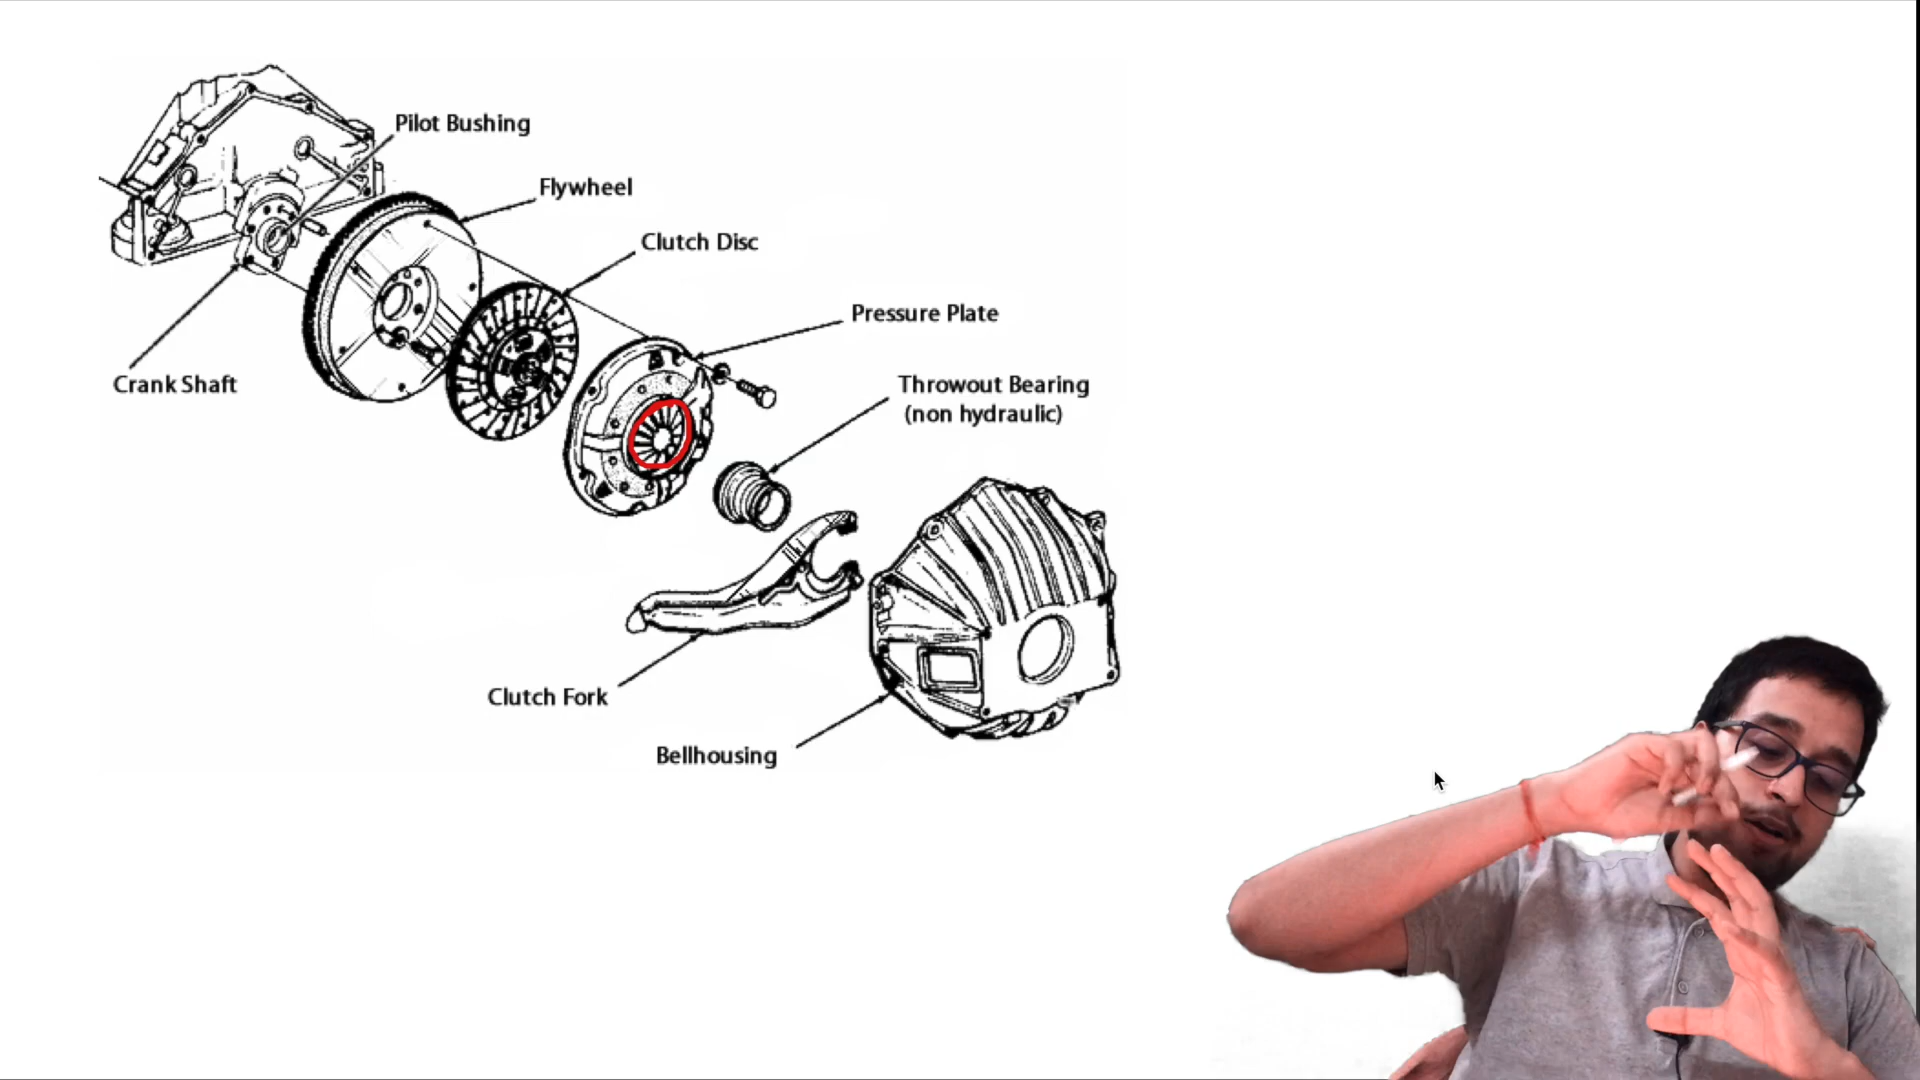 Pilot Bushing
Flywheel
Clutch Disc
Pressure Plate
Crank Shaft
Throwout Bearing
(non hydraulic)
Clutch Fork
Bellhousing